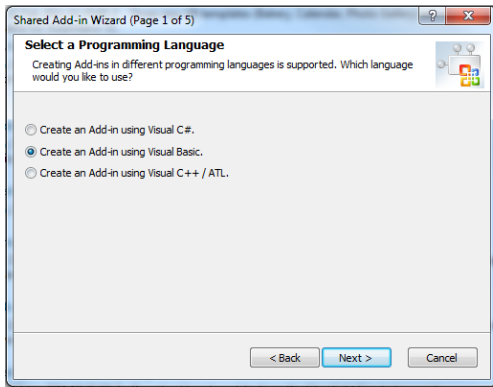 Shared Add-in Wizard (Page 1 of 5)
Select a Programming Language
Creating Add-ins in different programming languages is supported. Which language
would you like to use?
Create an Add-in using Visual C#.
Create an Add-in using Visual Basic.
Create an Add-in using Visual C++ / ATL.
< Back
Next >
Cancel